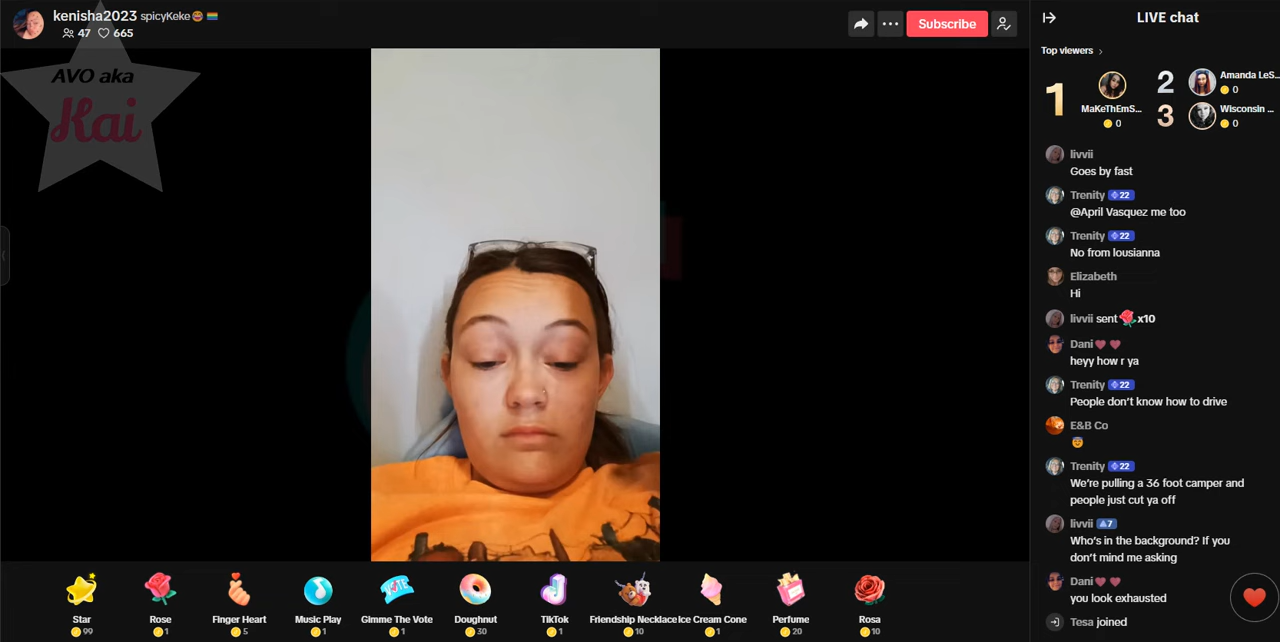 kenisha2023 spicyKeke
47 665
Subscribe
AVO aka
Kai
LIVE chat
Top viewers
1
MaKeThEmS...
0
2
Amanda LeS...
0
3
Wisconsin ...
0
livvii
Goes by fast
Trenity 22
@April Vasquez me too
Trenity 22
No from lousianna
Elizabeth
Hi
livvii sent x10
Dani
heyy how r ya
Trenity 22
People don't know how to drive
E&B Co
Trenity 22
We're pulling a 36 foot camper and
people just cut ya off
livvii 7
Who's in the background? If you
don't mind me asking
Dani
you look exhausted
Tesa joined
VOTE
Star
99
Rose
1
Finger Heart
5
Music Play
1
Gimme The Vote
1
Doughnut
30
TikTok
1
Friendship Necklace
10
Ice Cream Cone
1
Perfume
20
Rosa
10